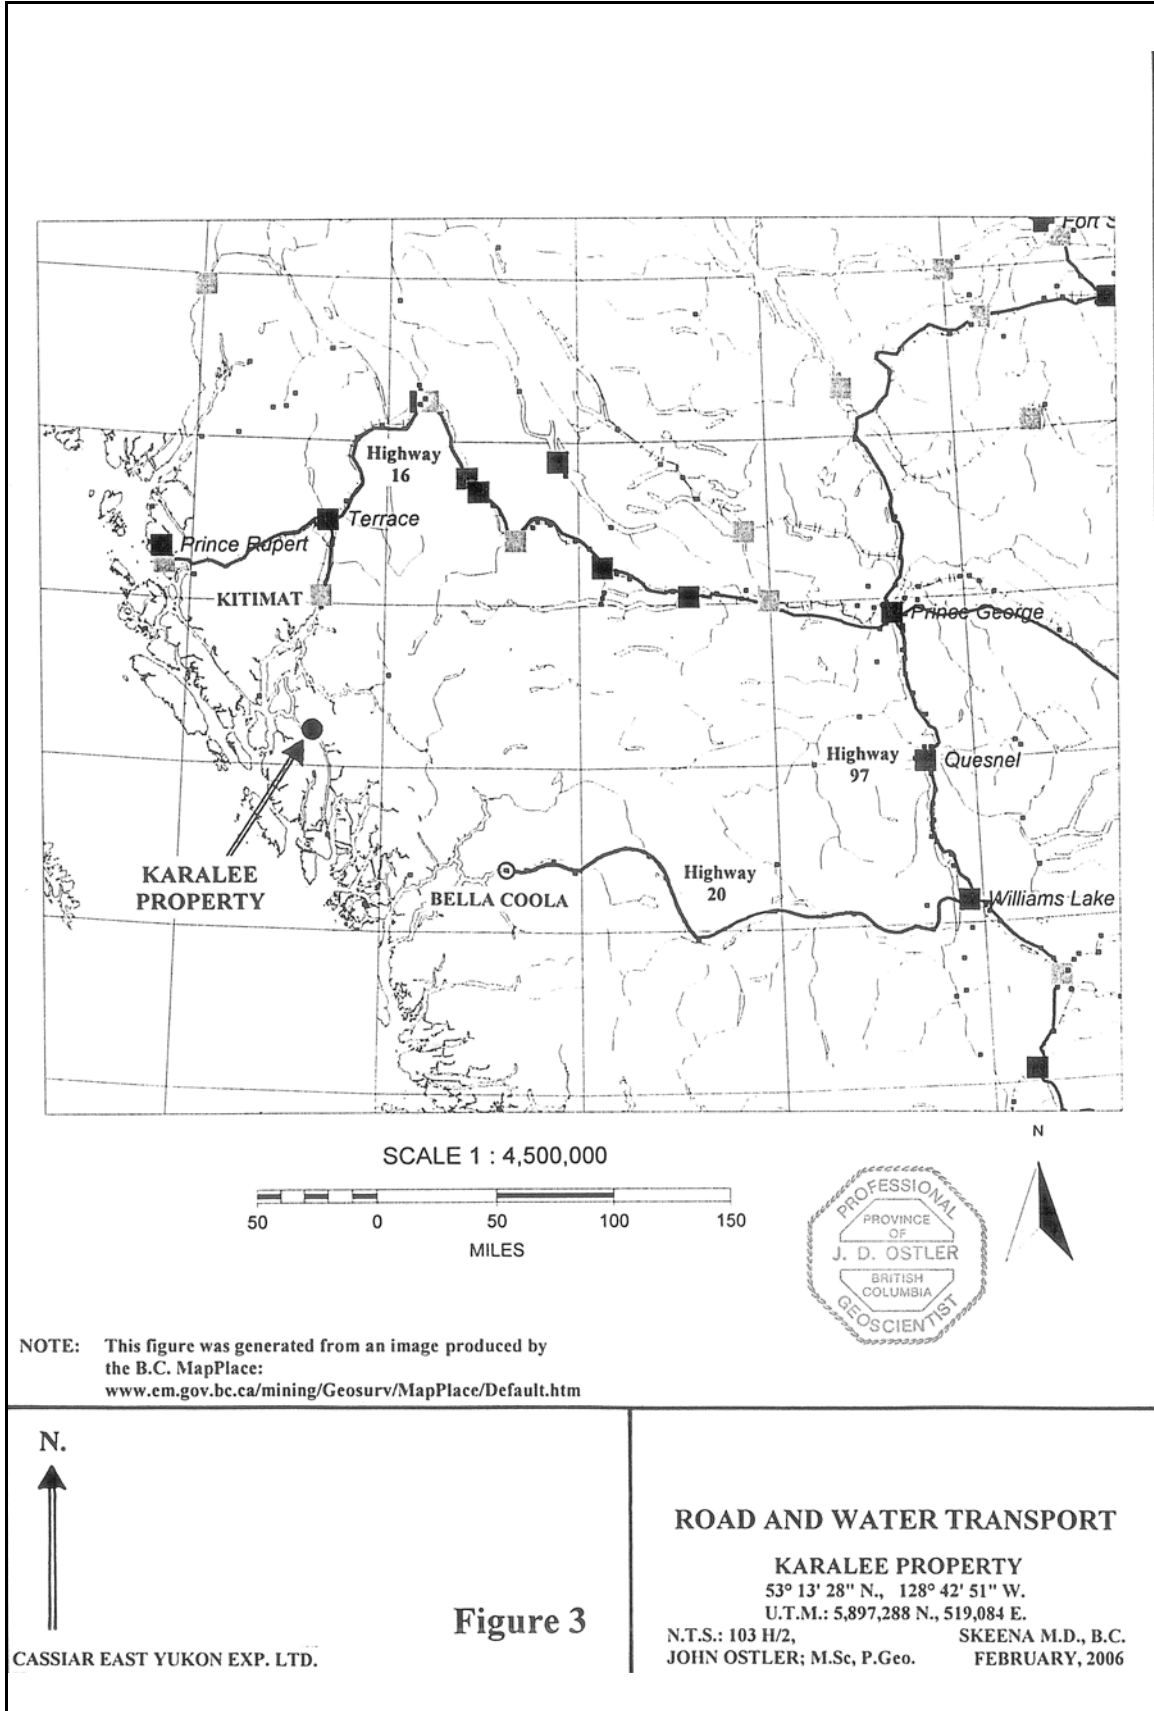 Fort S
Highway
16
Terrace
Prince Rupert
KITIMAT
Prince George
Highway
97
Quesnel
KARALEE
PROPERTY
BELLA COOLA
Highway
20
Williams Lake
SCALE 1 : 4,500,000
50 0 50 100 150
MILES
N
PROFESSIONAL
PROVINCE
OF
J. D. OSTLER
BRITISH
COLUMBIA
GEOSCIENTIST
NOTE: This figure was generated from an image produced by
the B.C. MapPlace:
www.em.gov.bc.ca/mining/Geosurv/MapPlace/Default.htm
N.
Figure 3
CASSIAR EAST YUKON EXP. LTD.
ROAD AND WATER TRANSPORT
KARALEE PROPERTY
53° 13' 28" N., 128° 42' 51" W.
U.T.M.: 5,897,288 N., 519,084 E.
N.T.S.: 103 H/2, SKEENA M.D., B.C.
JOHN OSTLER; M.Sc, P.Geo. FEBRUARY, 2006